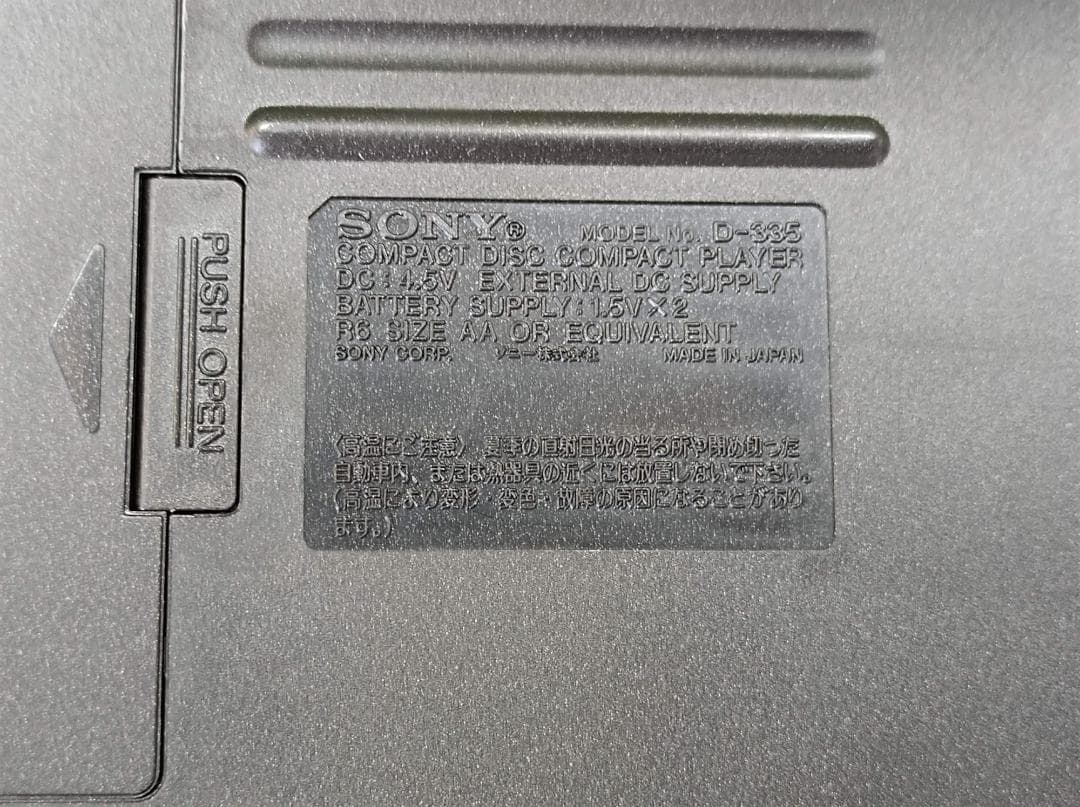 PUSH OPEN
SONY® MODEL No. D-335
COMPACT DISC COMPACT PLAYER
DC : 4.5V EXTERNAL DC SUPPLY
BATTERY SUPPLY : 1.5V×2
R6 SIZE AA OR EQUIVALENT
SONY CORP. ソニー株式会社 MADE IN JAPAN
〈高温にご注意〉 夏季の直射日光の当る所や閉め切った
自動車内、または熱器具の近くには放置しないで下さい。
(高温により変形・変色・故障の原因になることがあり
ます。)